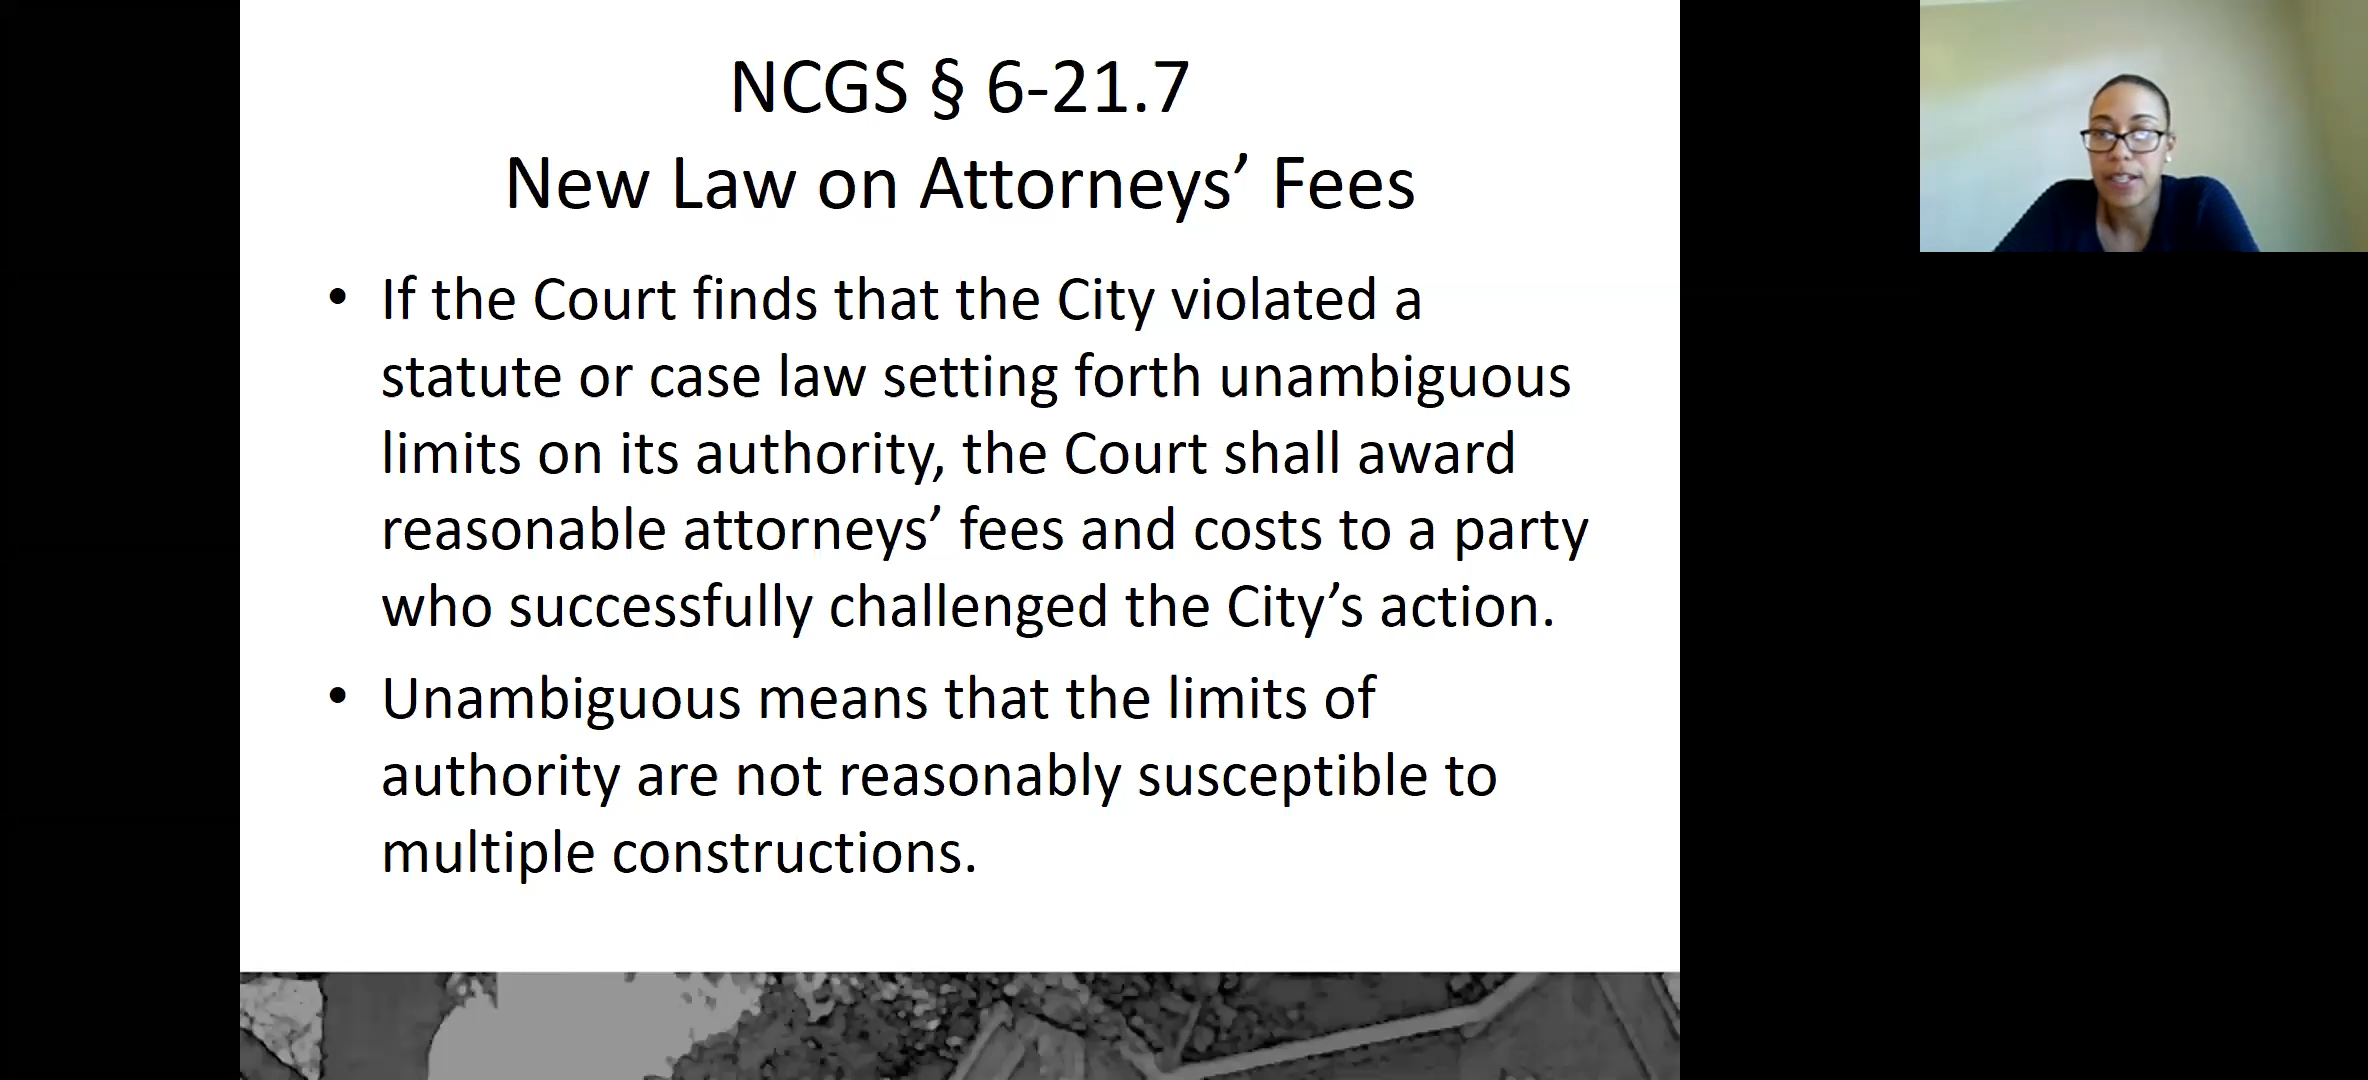 NCGS § 6-21.7
New Law on Attorneys’ Fees
• If the Court finds that the City violated a
statute or case law setting forth unambiguous
limits on its authority, the Court shall award
reasonable attorneys’ fees and costs to a party
who successfully challenged the City’s action.
• Unambiguous means that the limits of
authority are not reasonably susceptible to
multiple constructions.